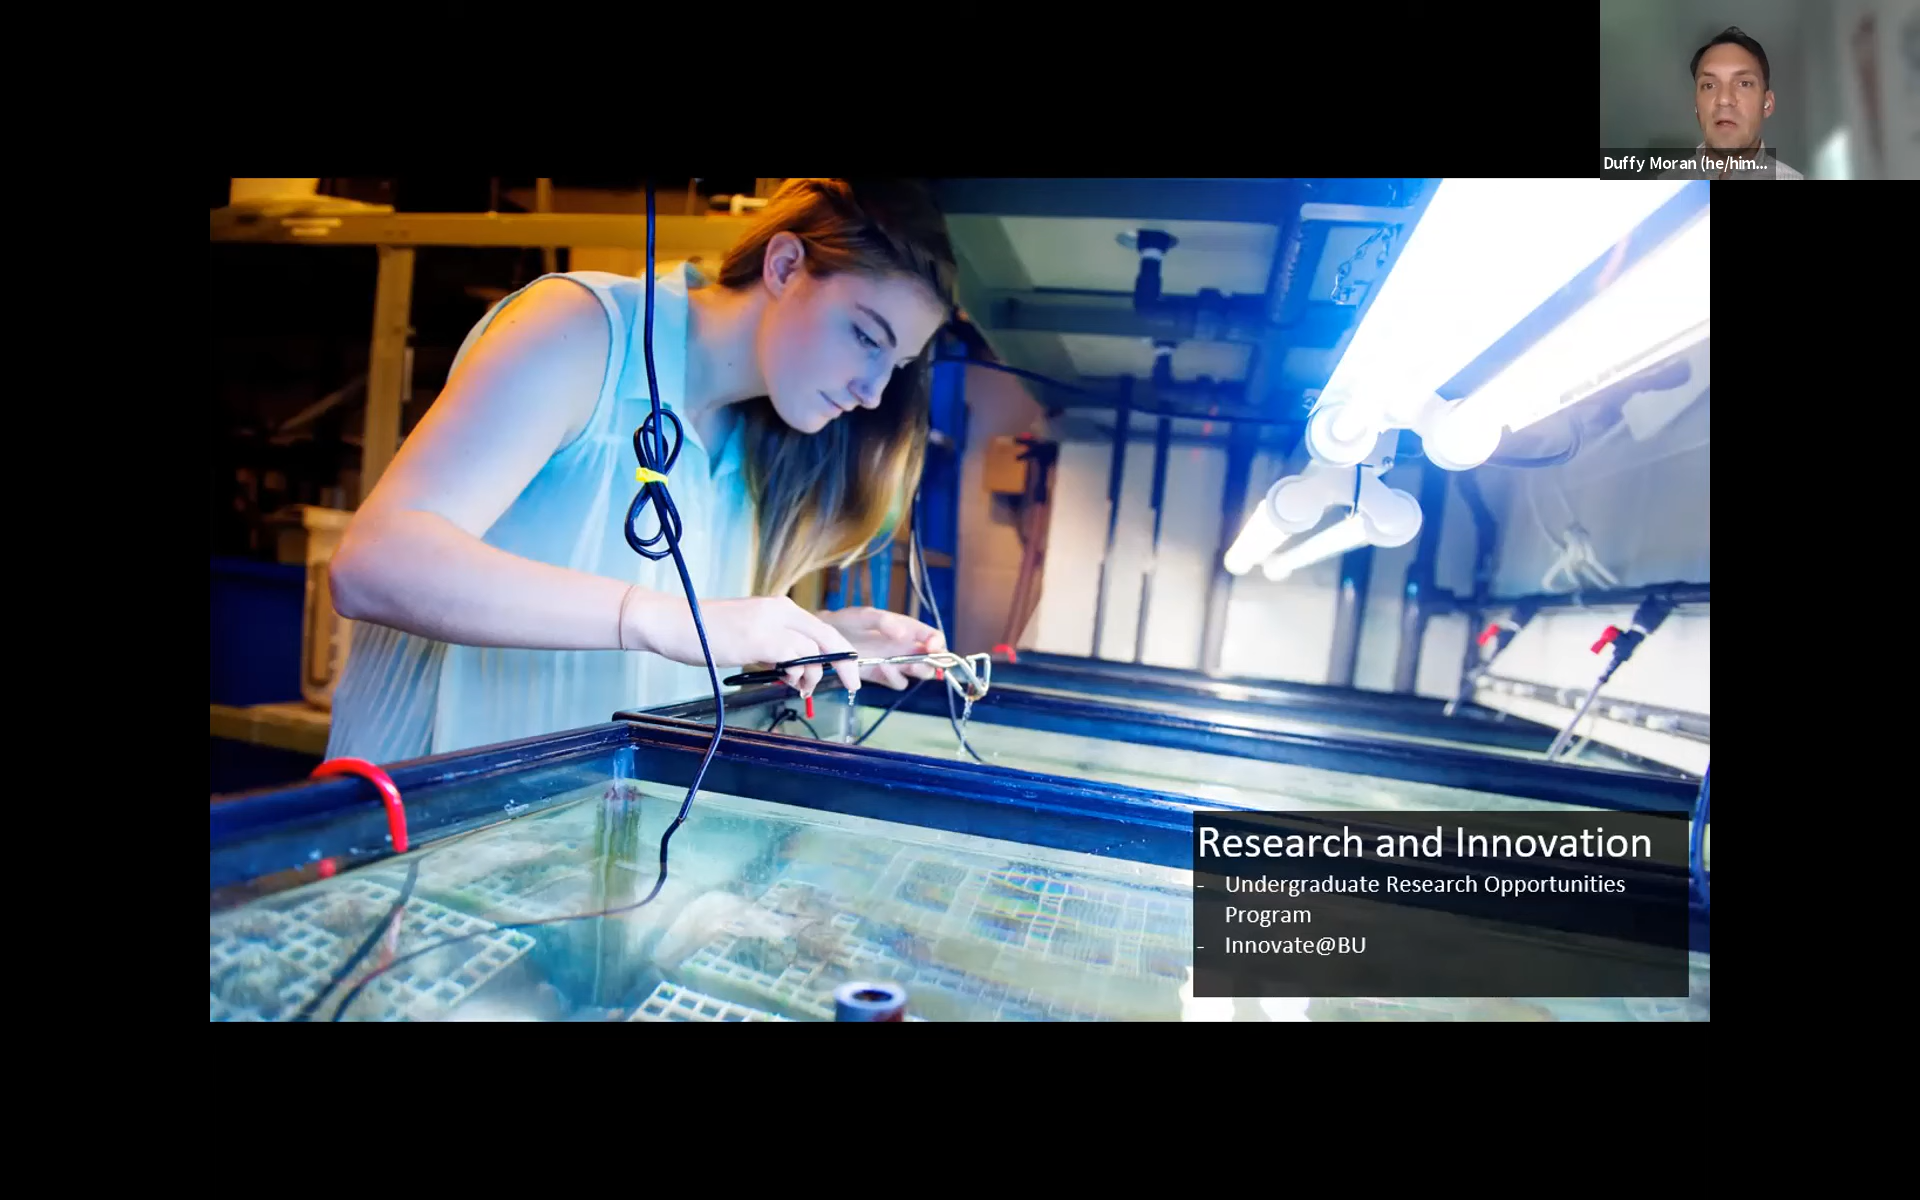 Duffy Moran (he/him...
Research and Innovation
- Undergraduate Research Opportunities
Program
- Innovate@BU